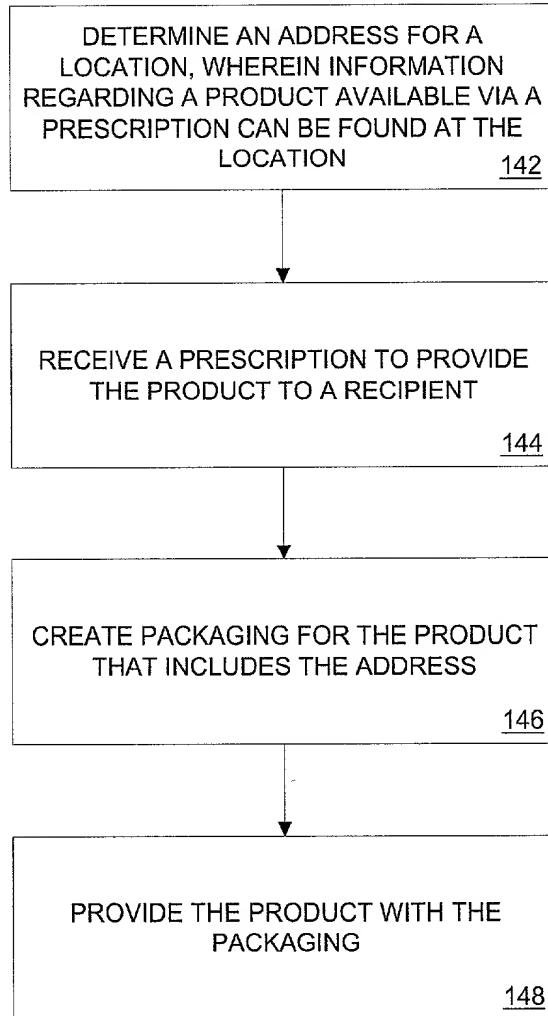 DETERMINE AN ADDRESS FOR A
LOCATION, WHEREIN INFORMATION
REGARDING A PRODUCT AVAILABLE VIA A
PRESCRIPTION CAN BE FOUND AT THE
LOCATION
142
RECEIVE A PRESCRIPTION TO PROVIDE
THE PRODUCT TO A RECIPIENT
144
CREATE PACKAGING FOR THE PRODUCT
THAT INCLUDES THE ADDRESS
146
PROVIDE THE PRODUCT WITH THE
PACKAGING
148